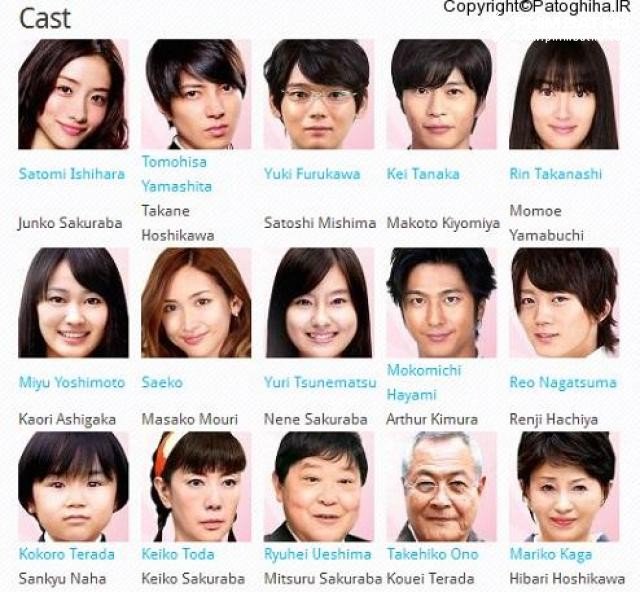 Copyright©Patoghiha.IR
Cast
Satomi Ishihara
Tomohisa
Yamashita
Yuki Furukawa
Kei Tanaka
Rin Takanashi
Junko Sakuraba
Takane
Hoshikawa
Satoshi Mishima
Makoto Kiyomiya
Momoe
Yamabuchi
Miyu Yoshimoto
Saeko
Yuri Tsunematsu
Mokomichi
Hayami
Reo Nagatsuma
Kaori Ashigaka
Masako Mouri
Nene Sakuraba
Arthur Kimura
Renji Hachiya
Kokoro Terada
Keiko Toda
Ryuhei Ueshima
Takehiko Ono
Mariko Kaga
Sankyu Naha
Keiko Sakuraba
Mitsuru Sakuraba
Kouei Terada
Hibari Hoshikawa